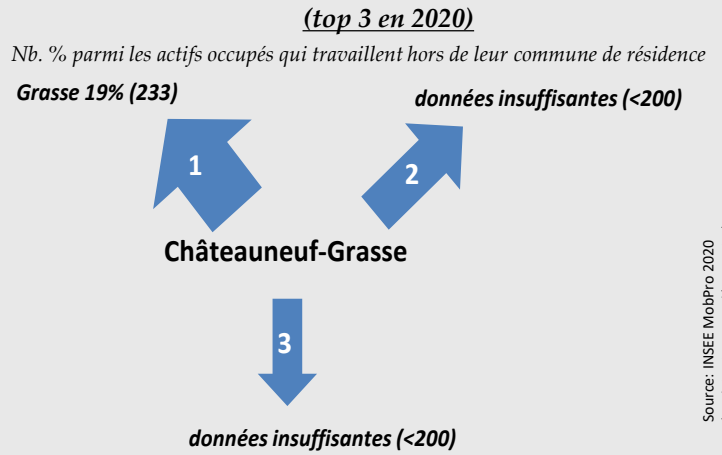 (top 3 en 2020)
Nb. % parmi les actifs occupés qui travaillent hors de leur commune de résidence
Grasse 19% (233)
données insuffisantes (<200)
1
2
Châteauneuf-Grasse
3
données insuffisantes (<200)
Source: INSEE MobPro 2020